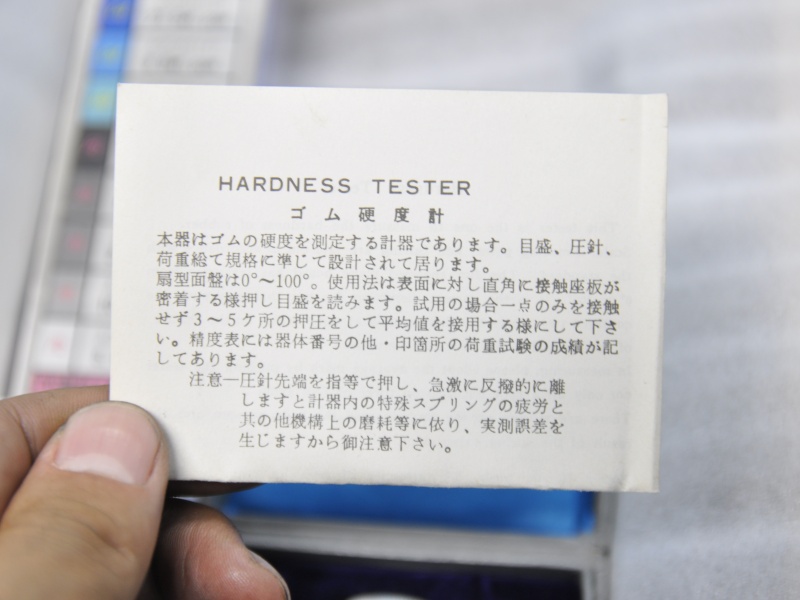 HARDNESS TESTER
ゴム硬度計
本器はゴムの硬度を測定する計器であります。目盛、圧針、
荷重総て規格に準じて設計されて居ります。
扇型面盤は0°〜100°。使用法は表面に対し直角に接触座板が
密着する様押し目盛を読みます。試用の場合一点のみを接触
せず3〜5ケ所の押圧をして平均値を接用する様にして下さ
い。精度表には器体番号の他・印箇所の荷重試験の成績が記
してあります。
注意—圧針先端を指等で押し、急激に反撥的に離
しますと計器内の特殊スプリングの疲労と
其の他機構上の磨耗等に依り、実測誤差を
生じますから御注意下さい。